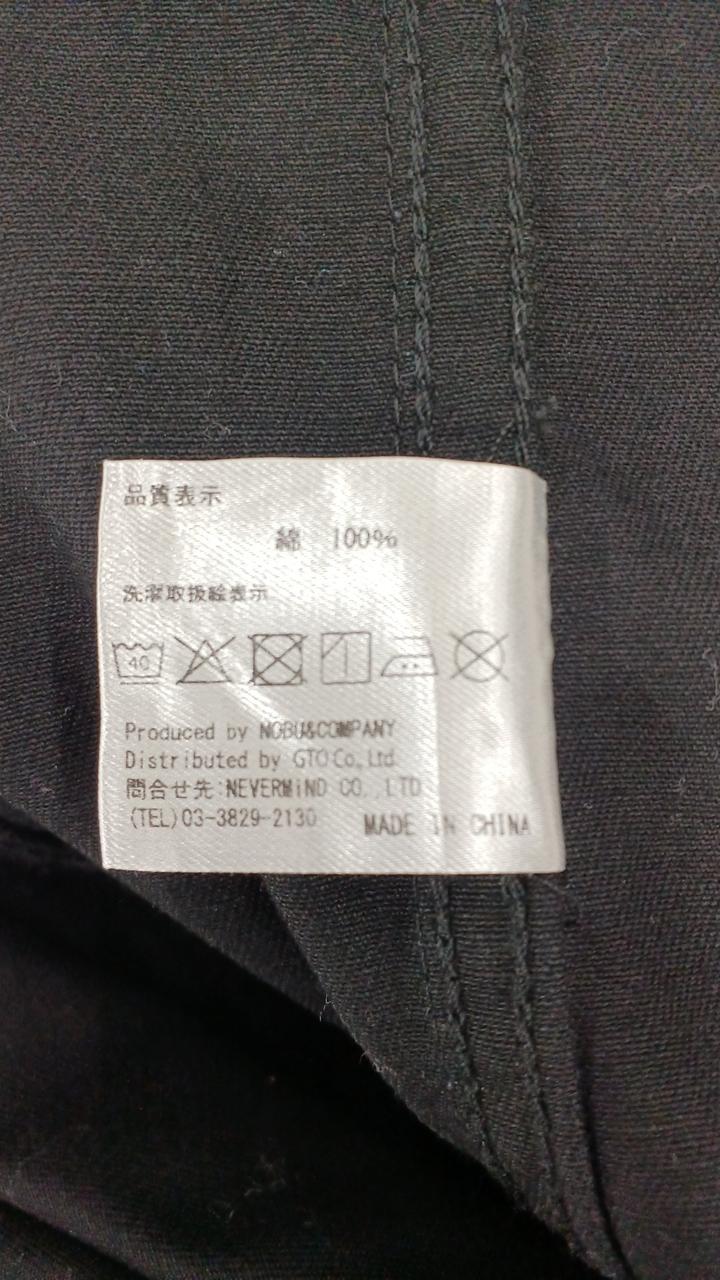 品質表示
綿 100%
洗濯取扱絵表示
40
Produced by NOBU&COMPANY
Distributed by GTO Co., Ltd.
問合せ先:NEVERMiND CO.,LTD
(TEL)03-3829-2130 MADE IN CHINA